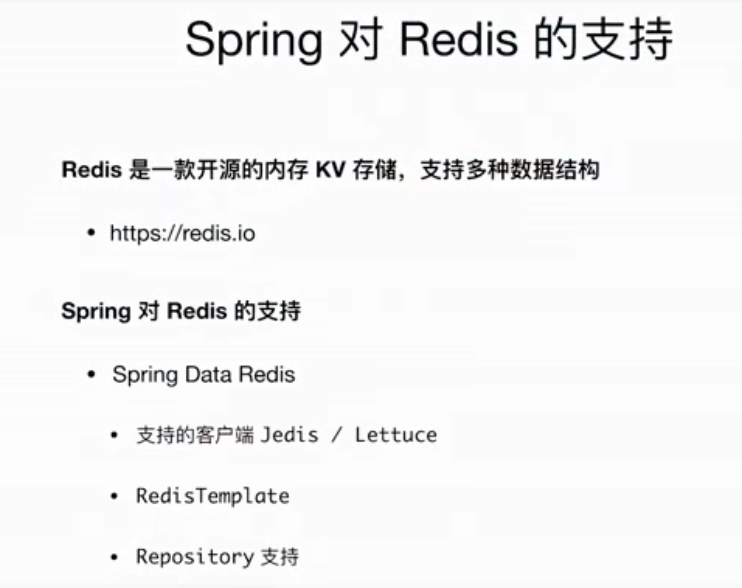 Spring 对 Redis 的支持
Redis 是一款开源的内存 KV 存储，支持多种数据结构
• https://redis.io
Spring 对 Redis 的支持
• Spring Data Redis
• 支持的客户端 Jedis / Lettuce
• RedisTemplate
• Repository 支持